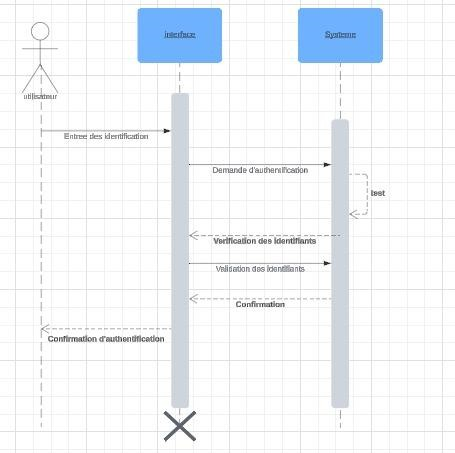 interface
Systeme
utilisateur
Entree des identification
Demande d'authentification
test
Verification des identifiants
Validation des identifiants
Confirmation
Confirmation d'authentification